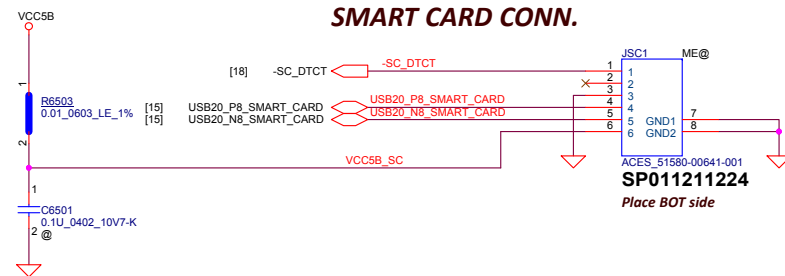 SMART CARD CONN.
VCC5B
JSC1 ME@
[18] -SC_DTCT -SC_DTCT 1 1
2 2
3 3
1
R6503
0.01_0603_LE_1%
2
[15] USB20_P8_SMART_CARD USB20_P8_SMART_CARD 4 4
[15] USB20_N8_SMART_CARD USB20_N8_SMART_CARD 5 5 GND1 7
6 6 GND2 8
VCC5B_SC
ACES_51580-00641-001
SP011211224
Place BOT side
1
C6501
0.1U_0402_10V7-K
2 @